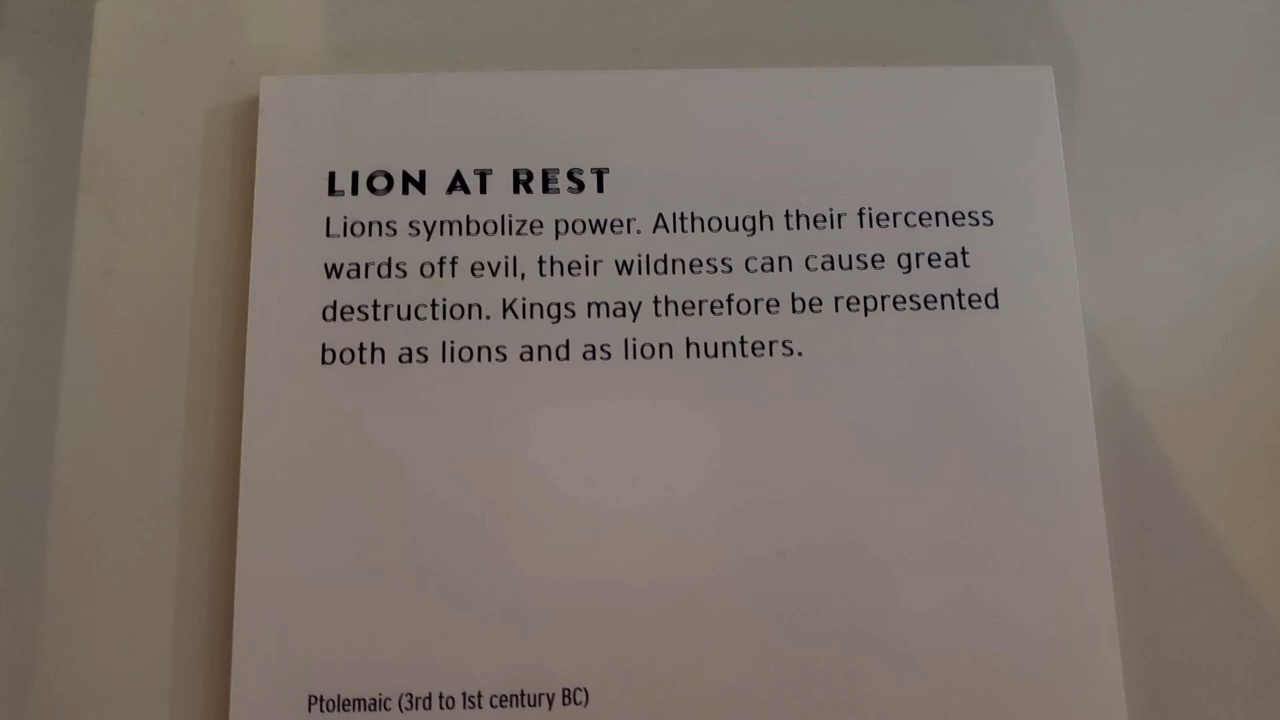 LION AT REST
Lions symbolize power. Although their fierceness
wards off evil, their wildness can cause great
destruction. Kings may therefore be represented
both as lions and as lion hunters.
Ptolemaic (3rd to 1st century BC)